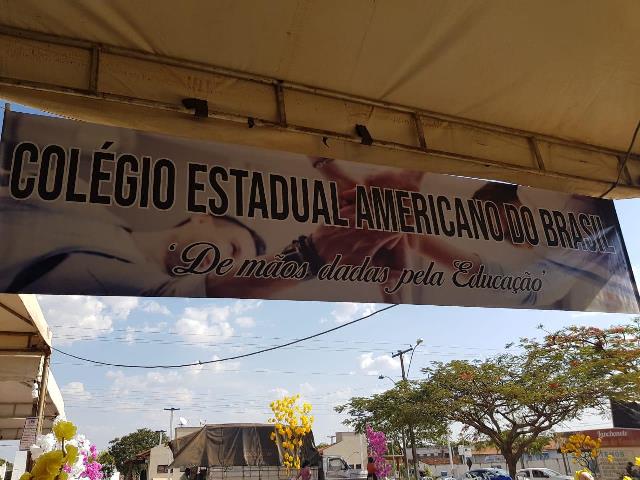 COLÉGIO ESTADUAL AMERICANO DO BRASIL
'De mãos dadas pela Educação'